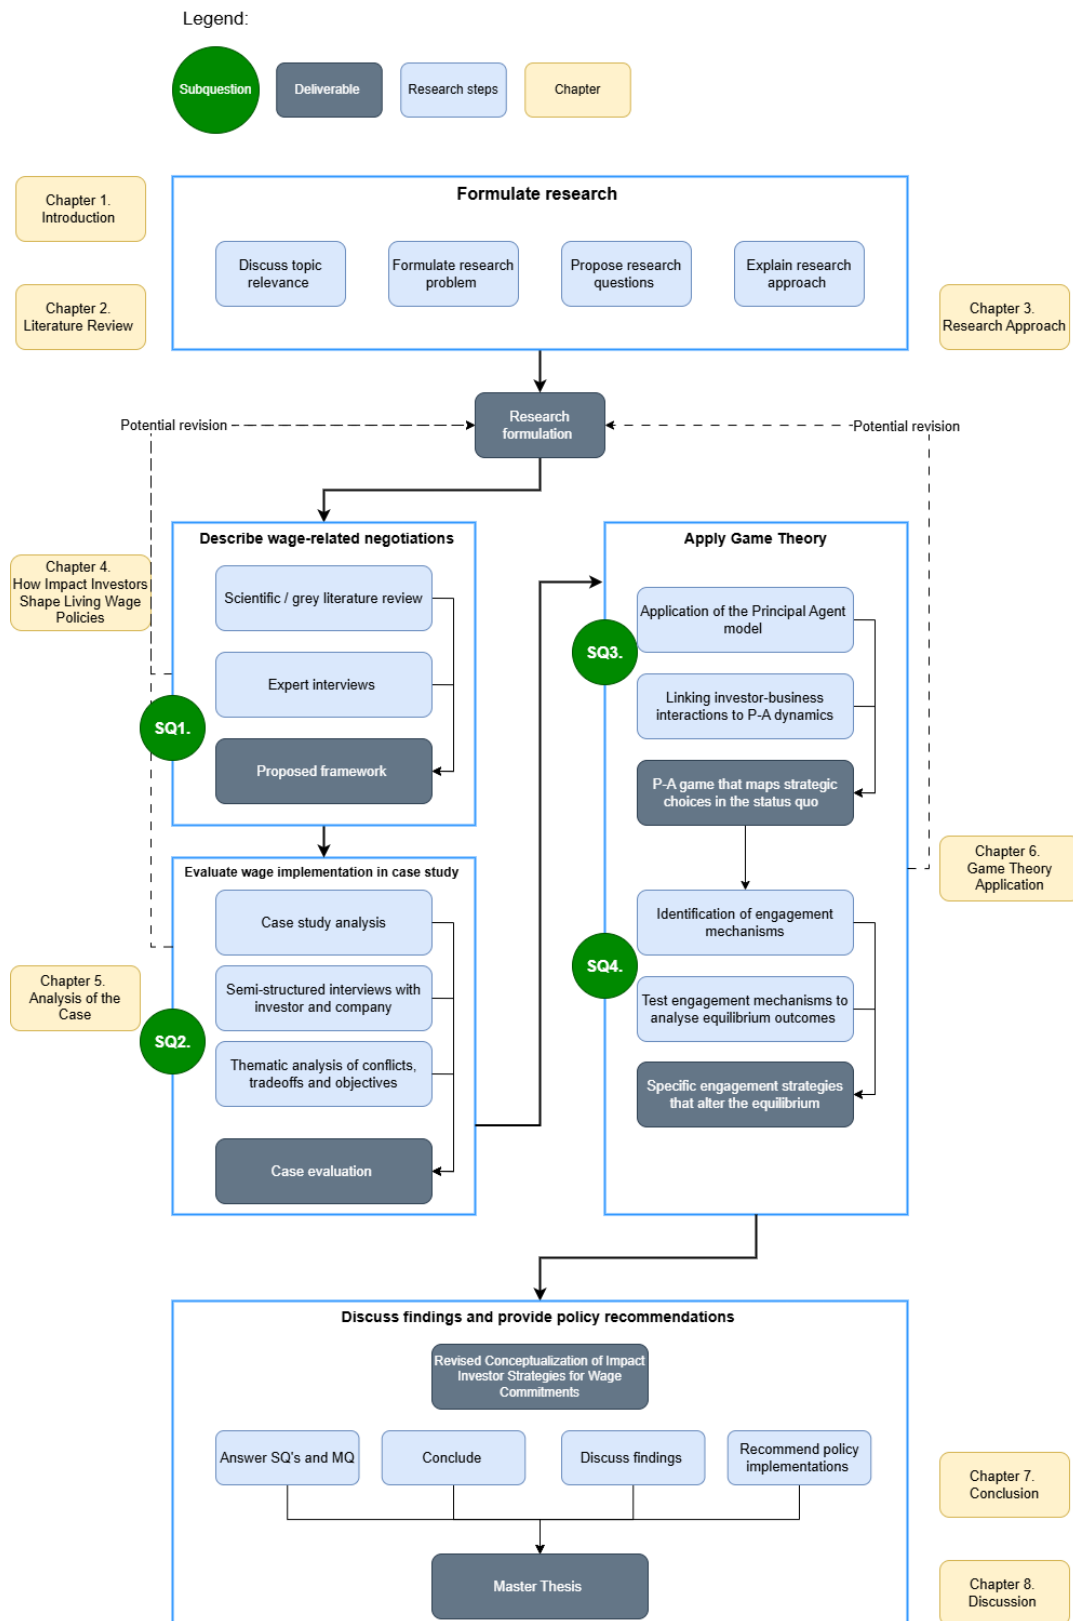 Legend:
Subquestion
Deliverable
Research steps
Chapter
Formulate research
Chapter 1.
Introduction
Discuss topic
relevance
Formulate research
problem
Propose research
questions
Explain research
approach
Chapter 2.
Literature Review
Chapter 3.
Research Approach
Research
formulation
Potential revision
Potential revision
Describe wage-related negotiations
Chapter 4.
How Impact Investors
Shape Living Wage
Policies
Scientific / grey literature review
Expert interviews
SQ1.
Proposed framework
Evaluate wage implementation in case study
Case study analysis
Chapter 5.
Analysis of the
Case
Semi-structured interviews with
investor and company
SQ2.
Thematic analysis of conflicts,
tradeoffs and objectives
Case evaluation
Apply Game Theory
Application of the Principal Agent
model
SQ3.
Linking investor-business
interactions to P-A dynamics
P-A game that maps strategic
choices in the status quo
Chapter 6.
Game Theory
Application
Identification of engagement
mechanisms
SQ4.
Test engagement mechanisms to
analyse equilibrium outcomes
Specific engagement strategies
that alter the equilibrium
Discuss findings and provide policy recommendations
Revised Conceptualization of Impact
Investor Strategies for Wage
Commitments
Answer SQ's and MQ
Conclude
Discuss findings
Recommend policy
implementations
Chapter 7.
Conclusion
Master Thesis
Chapter 8.
Discussion